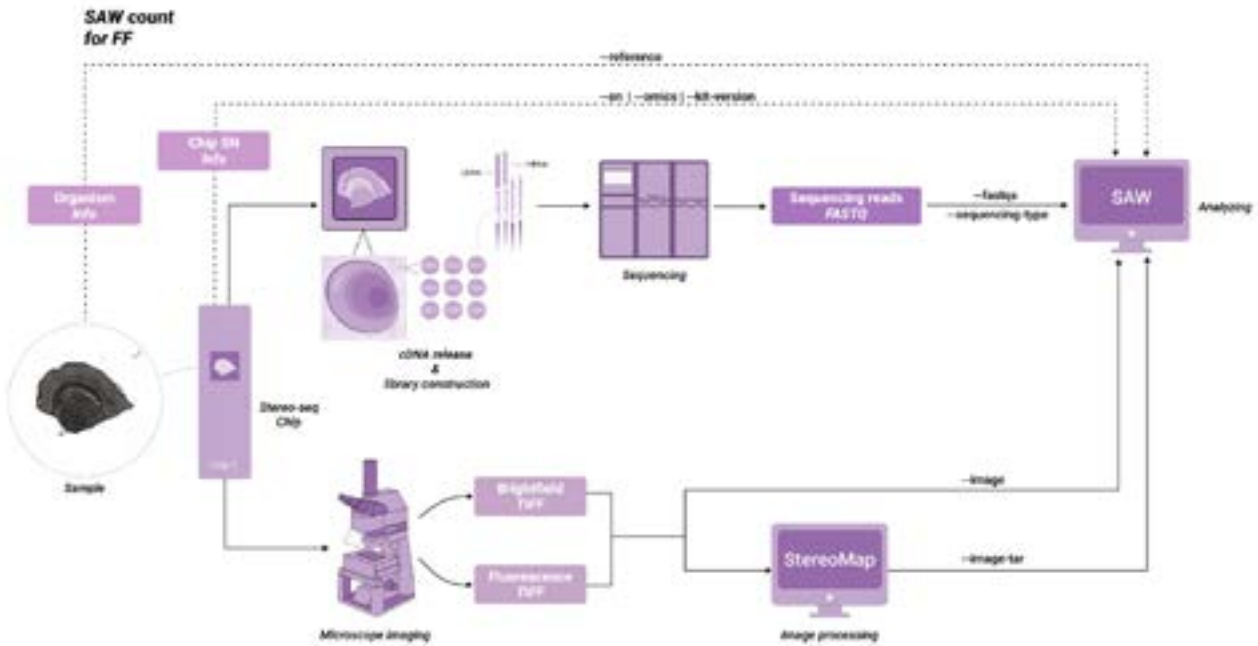 SAW count
for FF
--reference
--sn | --omics | --kit-version
Chip SN
Info
Organism
Info
Sequencing reads
FASTQ
--fastqs
--sequencing-type
SAW
Analyzing
Sequencing
cDNA release
&
library construction
Stereo-seq
Chip
Sample
Brightfield
TIFF
Fluorescence
TIFF
--image
StereoMap
--image-tar
Microscope imaging
Image processing